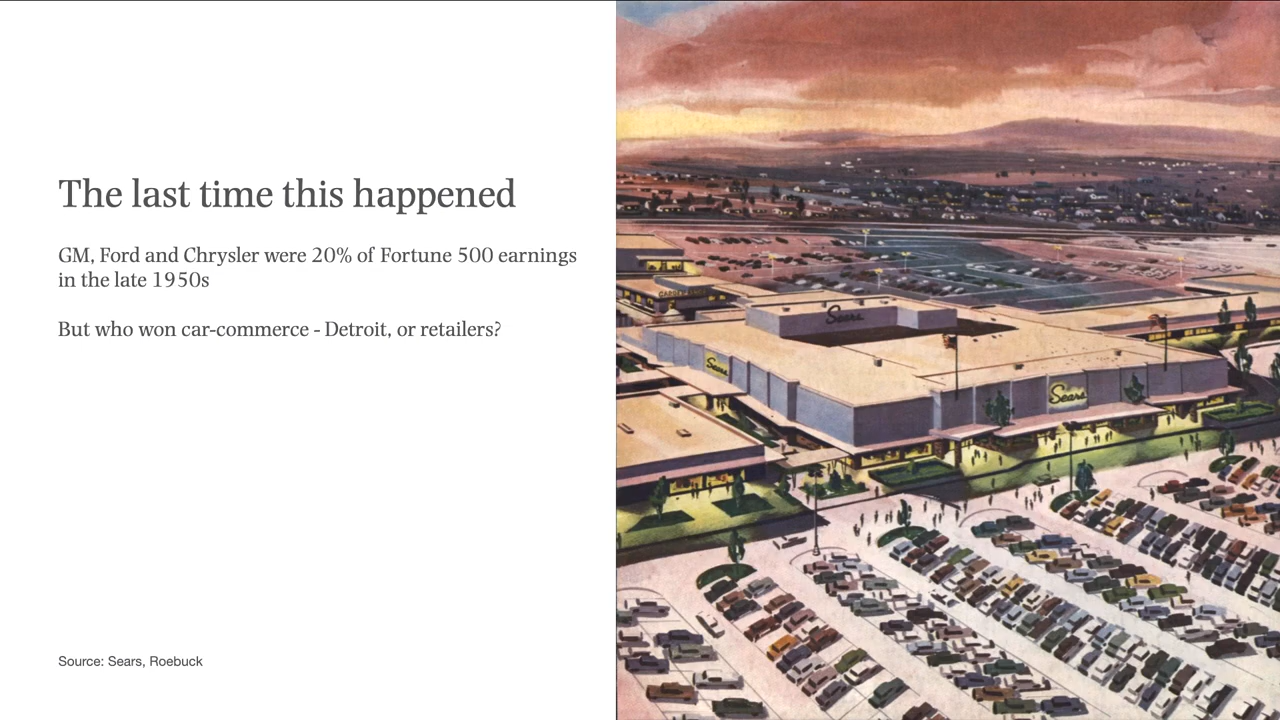 The last time this happened
GM, Ford and Chrysler were 20% of Fortune 500 earnings
in the late 1950s
But who won car-commerce - Detroit, or retailers?
Source: Sears, Roebuck
Sears
Sears
Sears